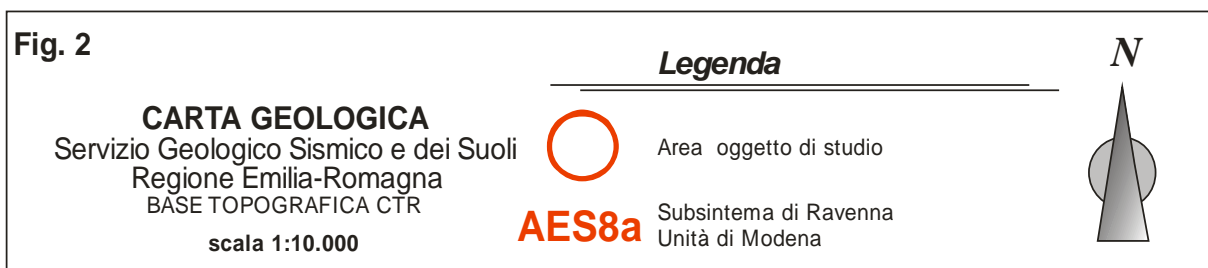 Fig. 2
CARTA GEOLOGICA
Servizio Geologico Sismico e dei Suoli
Regione Emilia-Romagna
BASE TOPOGRAFICA CTR
scala 1:10.000
Legenda
Area oggetto di studio
AES8a
Subsintema di Ravenna
Unità di Modena
N